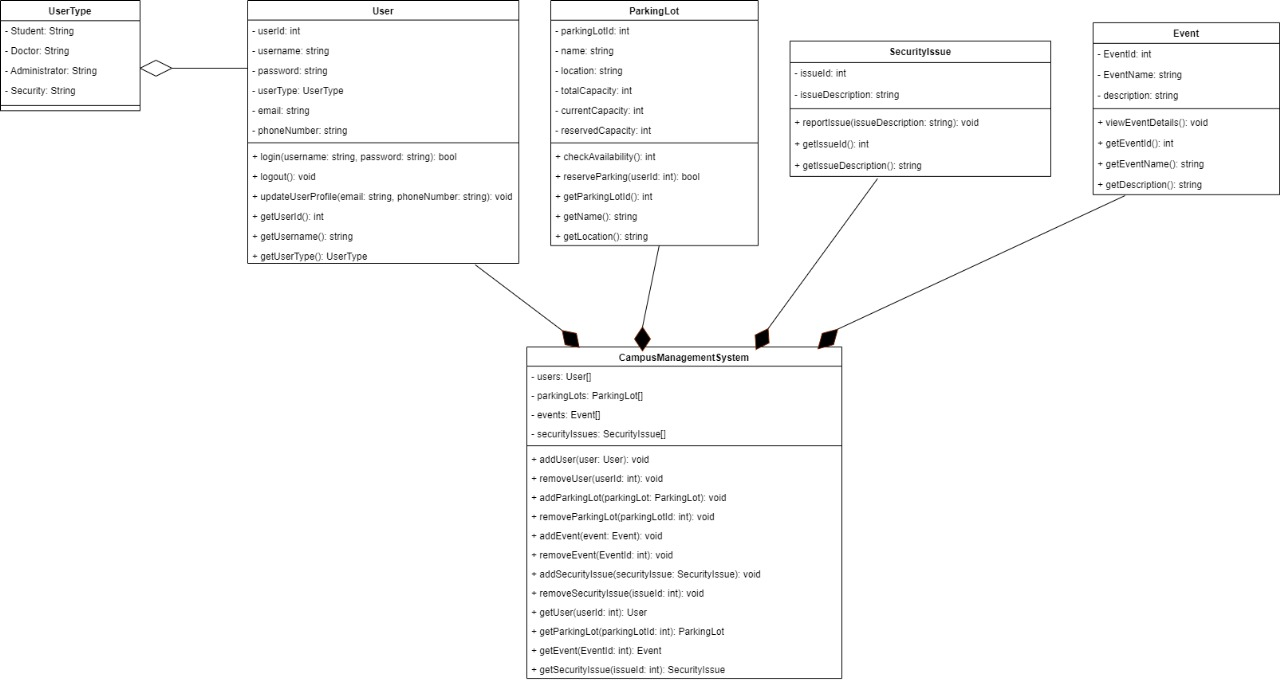 UserType
- Student: String
- Doctor: String
- Administrator: String
- Security: String
User
- userId: int
- username: string
- password: string
- userType: UserType
- email: string
- phoneNumber: string
+ login(username: string, password: string): bool
+ logout(): void
+ updateUserProfile(email: string, phoneNumber: string): void
+ getUserId(): int
+ getUsername(): string
+ getUserType(): UserType
ParkingLot
- parkingLotId: int
- name: string
- location: string
- totalCapacity: int
- currentCapacity: int
- reservedCapacity: int
+ checkAvailability(): int
+ reserveParking(userId: int): bool
+ getParkingLotId(): int
+ getName(): string
+ getLocation(): string
SecurityIssue
- issueId: int
- issueDescription: string
+ reportIssue(issueDescription: string): void
+ getIssueId(): int
+ getIssueDescription(): string
Event
- EventId: int
- EventName: string
- description: string
+ viewEventDetails(): void
+ getEventId(): int
+ getEventName(): string
+ getDescription(): string
CampusManagementSystem
- users: User[]
- parkingLots: ParkingLot[]
- events: Event[]
- securityIssues: SecurityIssue[]
+ addUser(user: User): void
+ removeUser(userId: int): void
+ addParkingLot(parkingLot: ParkingLot): void
+ removeParkingLot(parkingLotId: int): void
+ addEvent(event: Event): void
+ removeEvent(EventId: int): void
+ addSecurityIssue(securityIssue: SecurityIssue): void
+ removeSecurityIssue(issueId: int): void
+ getUser(userId: int): User
+ getParkingLot(parkingLotId: int): ParkingLot
+ getEvent(EventId: int): Event
+ getSecurityIssue(issueId: int): SecurityIssue